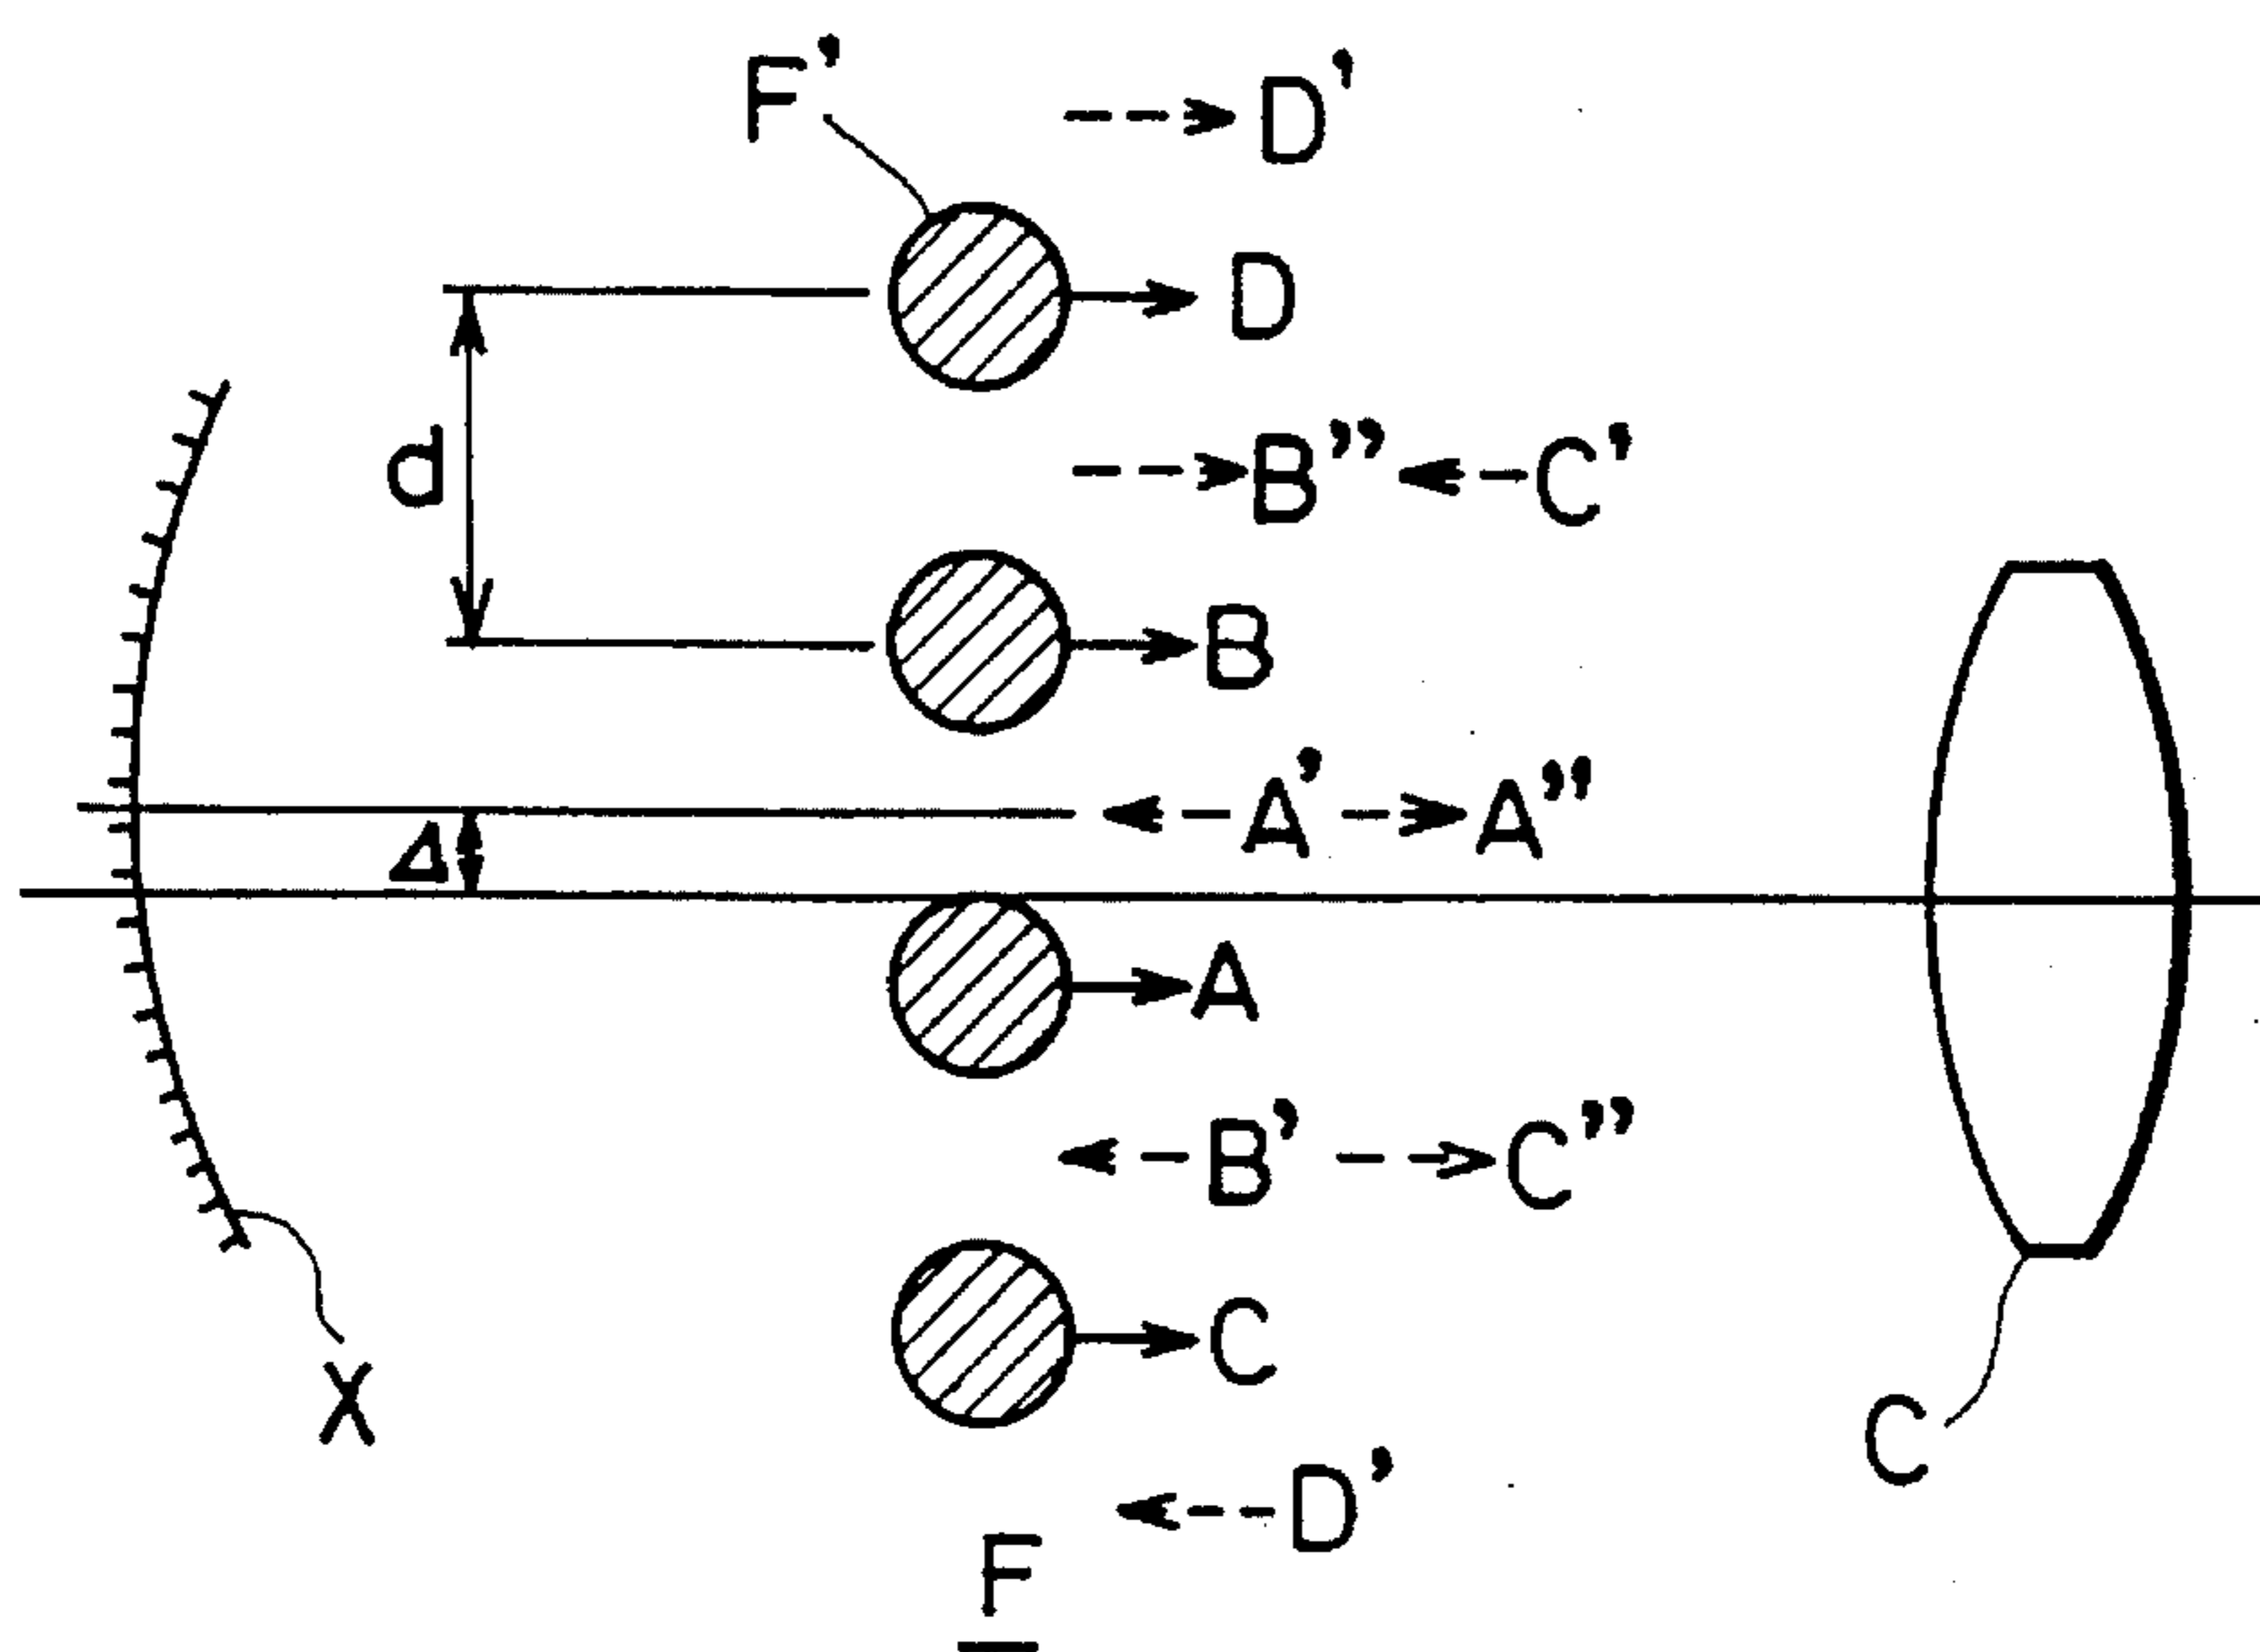 F' D'
D
d B" C'
B
A' A"
Δ
A
B' C"
C
X C
D'
F